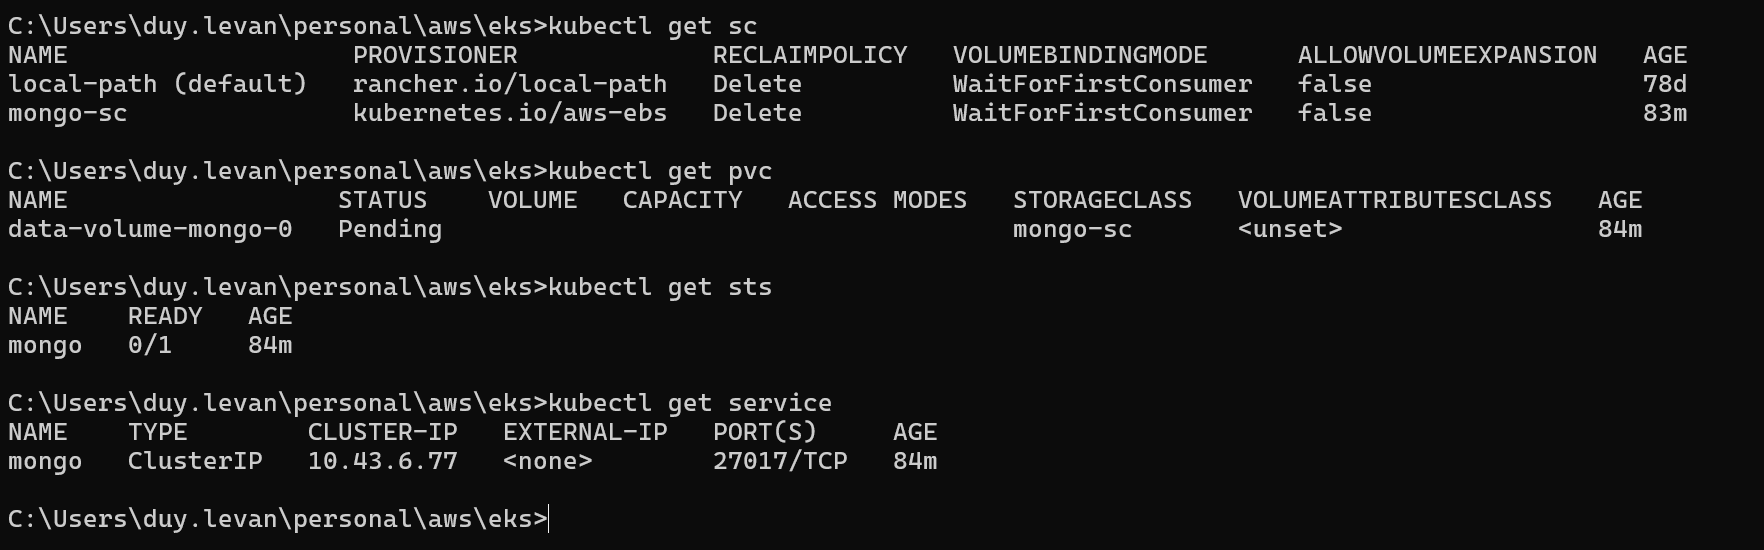 C:\Users\duy.levan\personal\aws\eks>kubectl get sc
NAME                   PROVISIONER             RECLAIMPOLICY   VOLUMEBINDINGMODE      ALLOWVOLUMEEXPANSION   AGE
local-path (default)   rancher.io/local-path   Delete          WaitForFirstConsumer   false                  78d
mongo-sc               kubernetes.io/aws-ebs   Delete          WaitForFirstConsumer   false                  83m
C:\Users\duy.levan\personal\aws\eks>kubectl get pvc
NAME                  STATUS    VOLUME   CAPACITY   ACCESS MODES   STORAGECLASS   VOLUMEATTRIBUTESCLASS   AGE
data-volume-mongo-0   Pending                                      mongo-sc       <unset>                 84m
C:\Users\duy.levan\personal\aws\eks>kubectl get sts
NAME    READY   AGE
mongo   0/1     84m
C:\Users\duy.levan\personal\aws\eks>kubectl get service
NAME    TYPE        CLUSTER-IP   EXTERNAL-IP   PORT(S)     AGE
mongo   ClusterIP   10.43.6.77   <none>        27017/TCP   84m
C:\Users\duy.levan\personal\aws\eks>